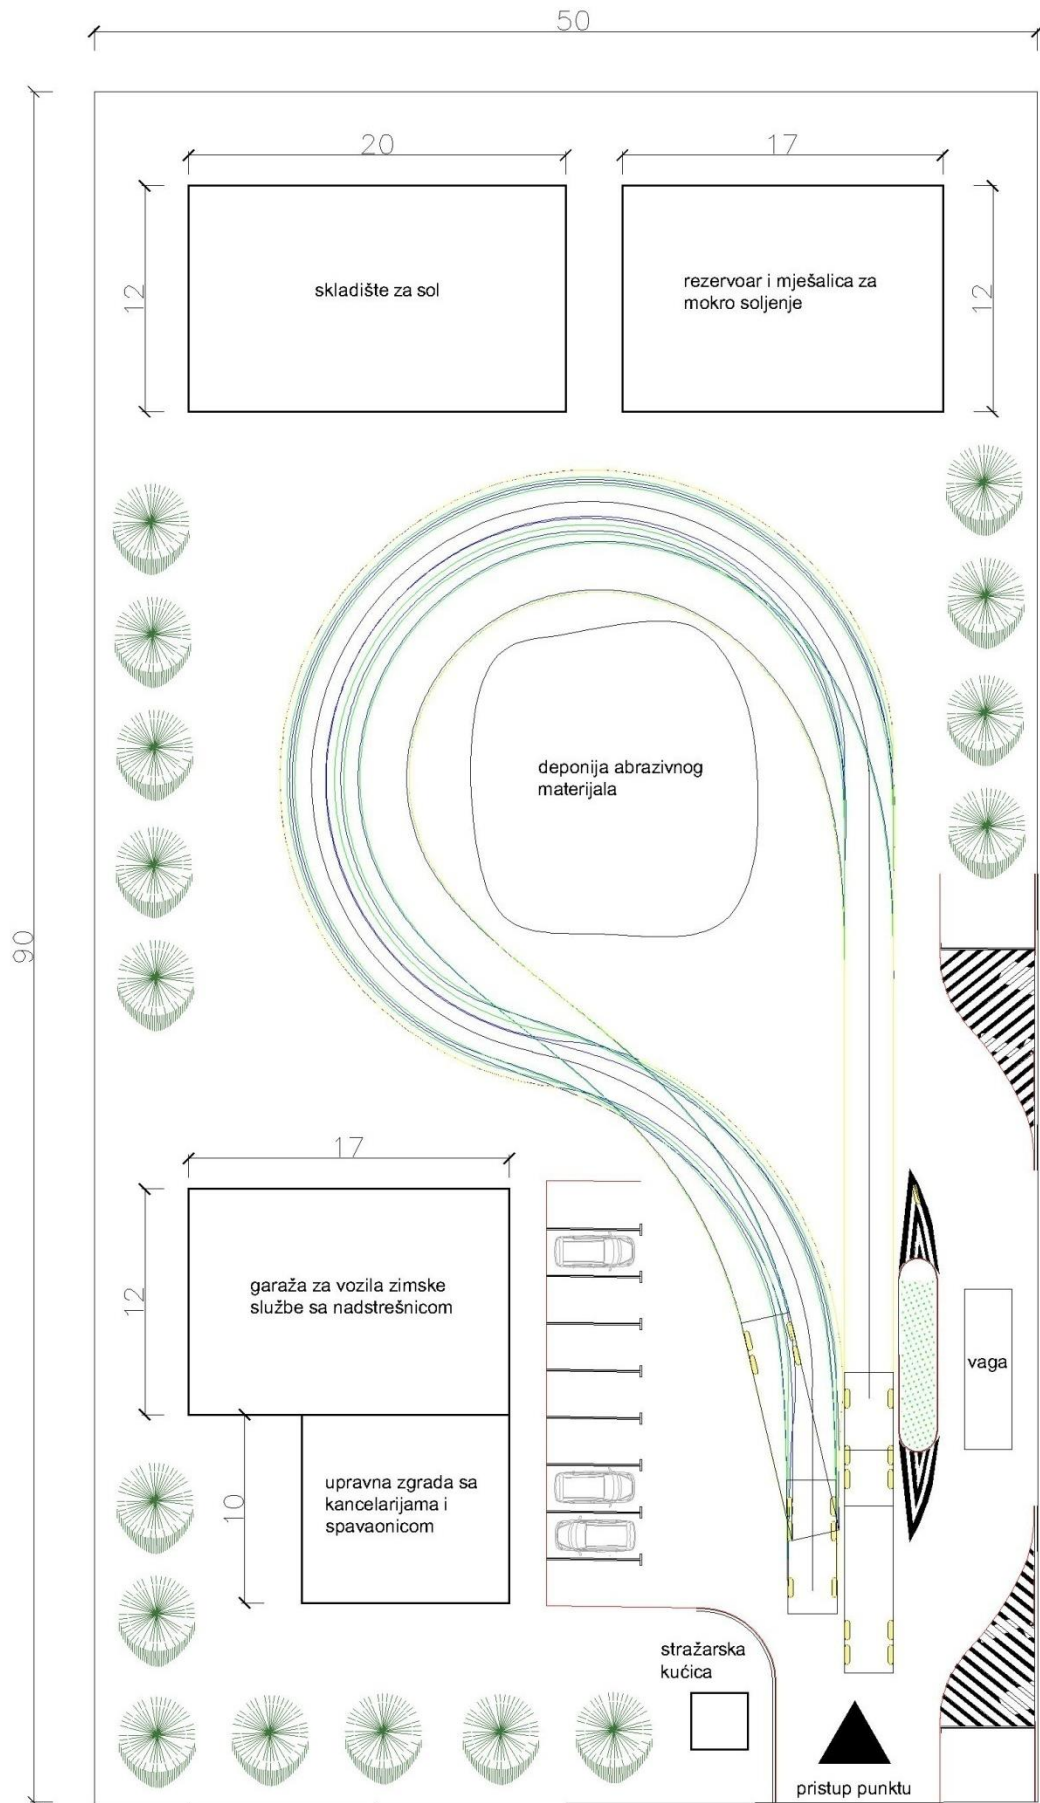 50
20
17
12
skladište za sol
rezervoar i mješalica za
mokro soljenje
12
deponija abrazivnog
materijala
90
17
12
garaža za vozila zimske
službe sa nadstrešnicom
vaga
10
upravna zgrada sa
kancelarijama i
spavaonicom
stražarska
kućica
pristup punktu